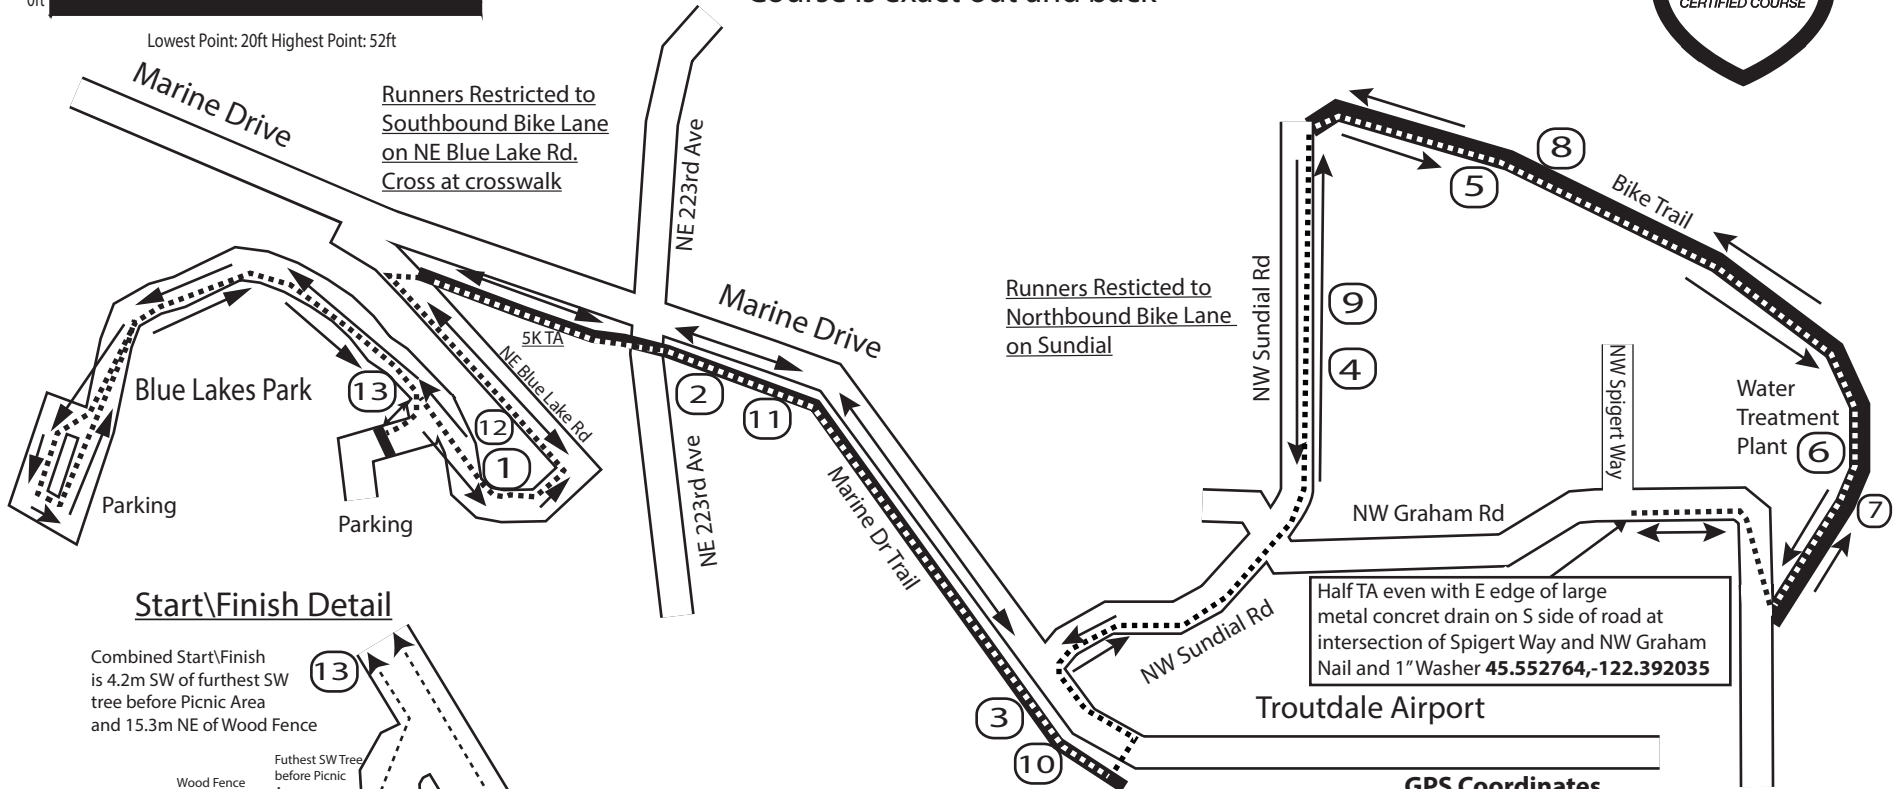 0ft
Course is exact out and back
CERTIFIED COURSE
Lowest Point: 20ft Highest Point: 52ft
Marine Drive
Runners Restricted to
Southbound Bike Lane
on NE Blue Lake Rd.
Cross at crosswalk
NE 223rd Ave
8
5
Bike Trail
NW Sundial Rd
Runners Resticted to
Northbound Bike Lane
on Sundial
9
4
Marine Drive
5K TA
NE Blue Lake Rd
Blue Lakes Park
13
2
11
12
1
NW Spigert Way
Water
Treatment
Plant
6
7
Parking
Parking
NE 223rd Ave
Marine Dr Trail
NW Graham Rd
Half TA even with E edge of large
metal concret drain on S side of road at
intersection of Spigert Way and NW Graham
Nail and 1" Washer 45.552764,-122.392035
NW Sundial Rd
Start\Finish Detail
Combined Start\Finish
is 4.2m SW of furthest SW
tree before Picnic Area
and 15.3m NE of Wood Fence
13
3
10
Troutdale Airport
Futhest SW Tree
before Picnic
Wood Fence
GPS Coordinates